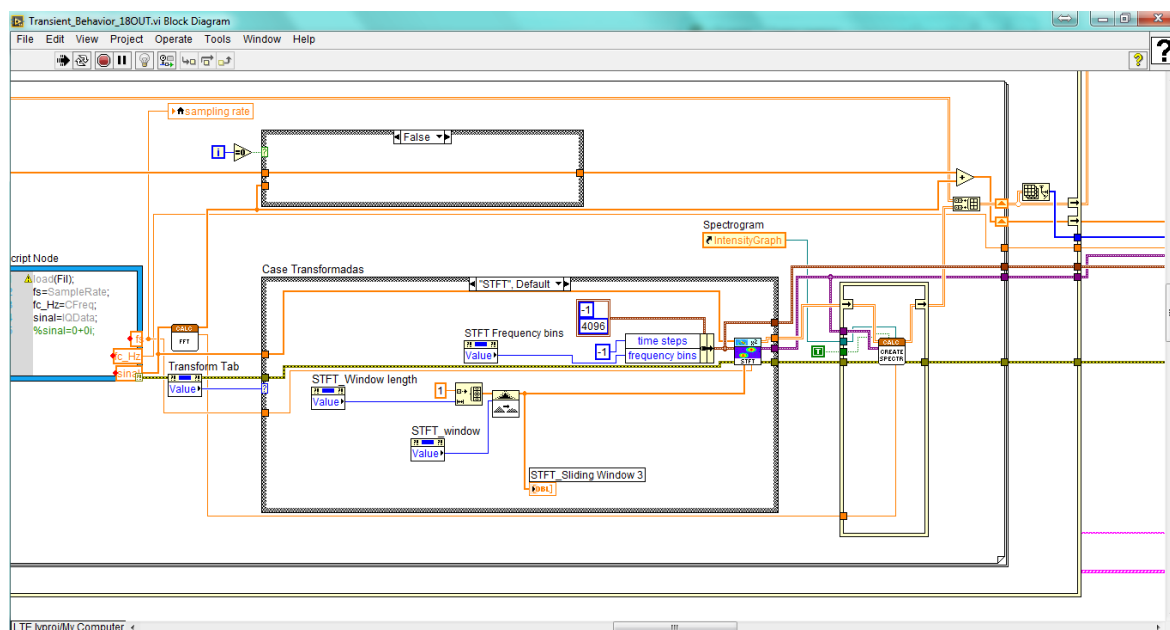 Transient_Behavior_18OUT.vi Block Diagram
File Edit View Project Operate Tools Window Help
sampling rate
False
i
=0
?
+
Spectrogram
IntensityGraph
cript Node
load(Fil);
fs=SampleRate;
fc_Hz=CFreq;
sinal=IQData;
%sinal=0+0i;
fs
fc_Hz
sinal
CALC
FFT
Transform Tab
Value
Case Transformadas
"STFT", Default
-1
4096
STFT Frequency bins
Value
-1
time steps
frequency bins
STFT
STFT_Window length
Value
1
STFT_window
Value
STFT_Sliding Window 3
DBL
T
CALC
CREATE
SPECTR
LTE.lvproj/My Computer